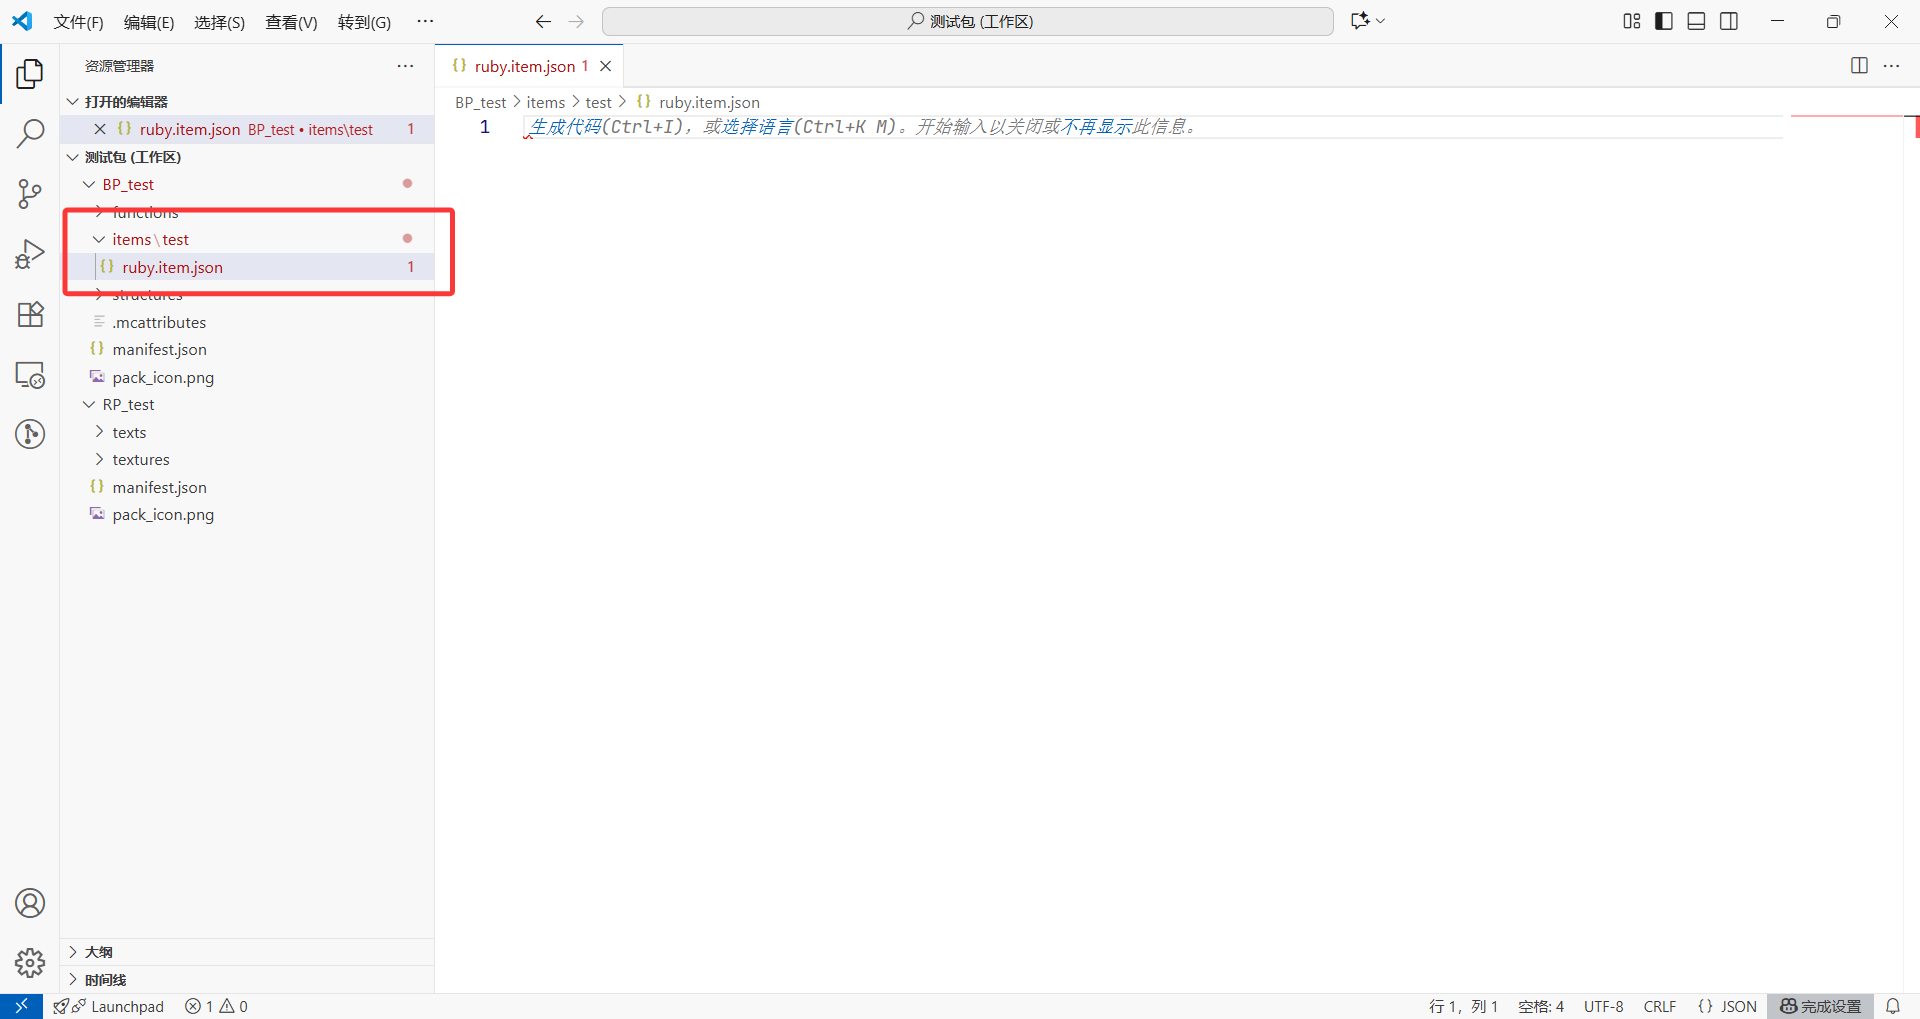 文件(F) 编辑(E) 选择(S) 查看(V) 转到(G) ··· 测试包 (工作区)
资源管理器 ···
打开的编辑器
ruby.item.json BP_test • items\test 1
测试包 (工作区)
BP_test
functions
items\test
ruby.item.json 1
structures
.mcattributes
manifest.json
pack_icon.png
RP_test
texts
textures
manifest.json
pack_icon.png
大纲
时间线
ruby.item.json 1
BP_test > items > test > {} ruby.item.json
1 生成代码(Ctrl+I)，或选择语言(Ctrl+K M)。开始输入以关闭或不再显示此信息。
Launchpad 1 0 行 1，列 1 空格: 4 UTF-8 CRLF {} JSON 完成设置